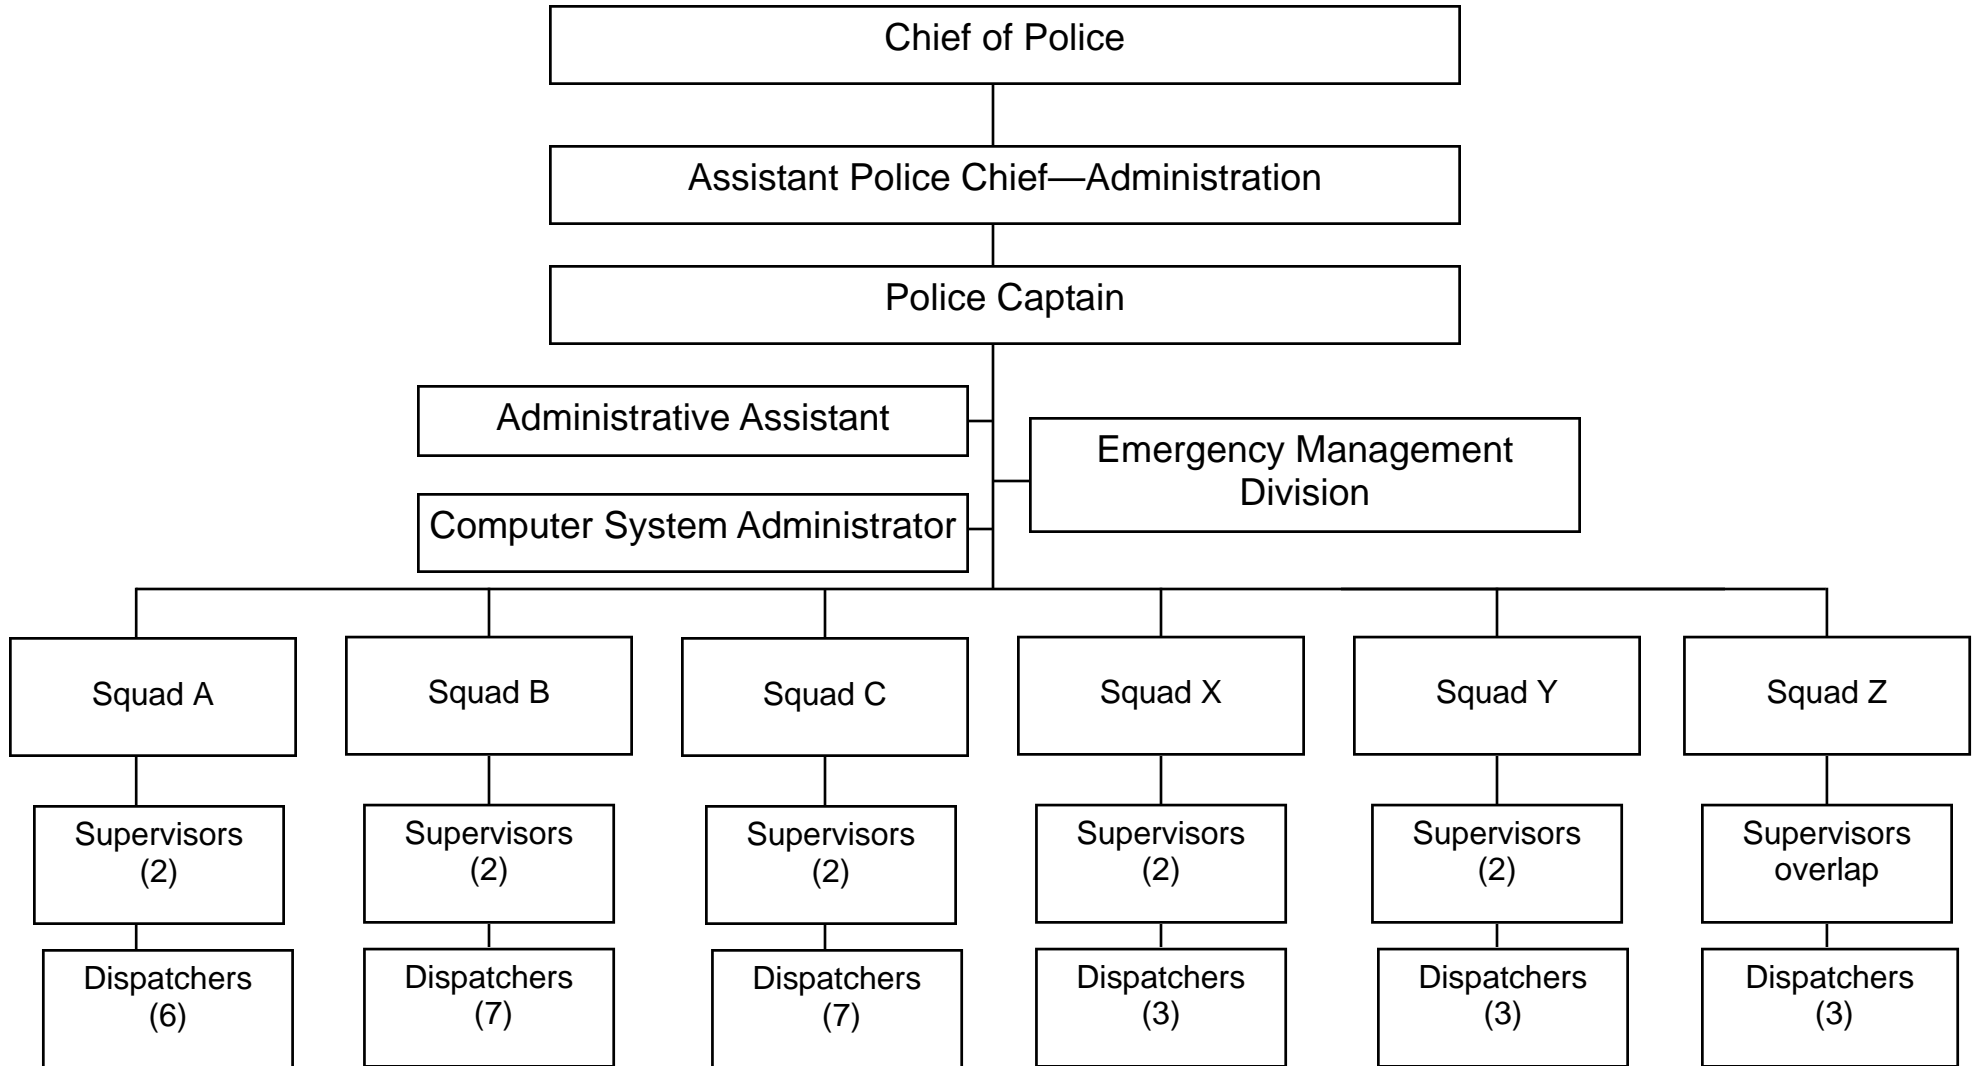 Chief of Police
Assistant Police Chief—Administration
Police Captain
Administrative Assistant
Emergency Management
Division
Computer System Administrator
Squad A
Squad B
Squad C
Squad X
Squad Y
Squad Z
Supervisors
(2)
Supervisors
(2)
Supervisors
(2)
Supervisors
(2)
Supervisors
(2)
Supervisors
overlap
Dispatchers
(6)
Dispatchers
(7)
Dispatchers
(7)
Dispatchers
(3)
Dispatchers
(3)
Dispatchers
(3)